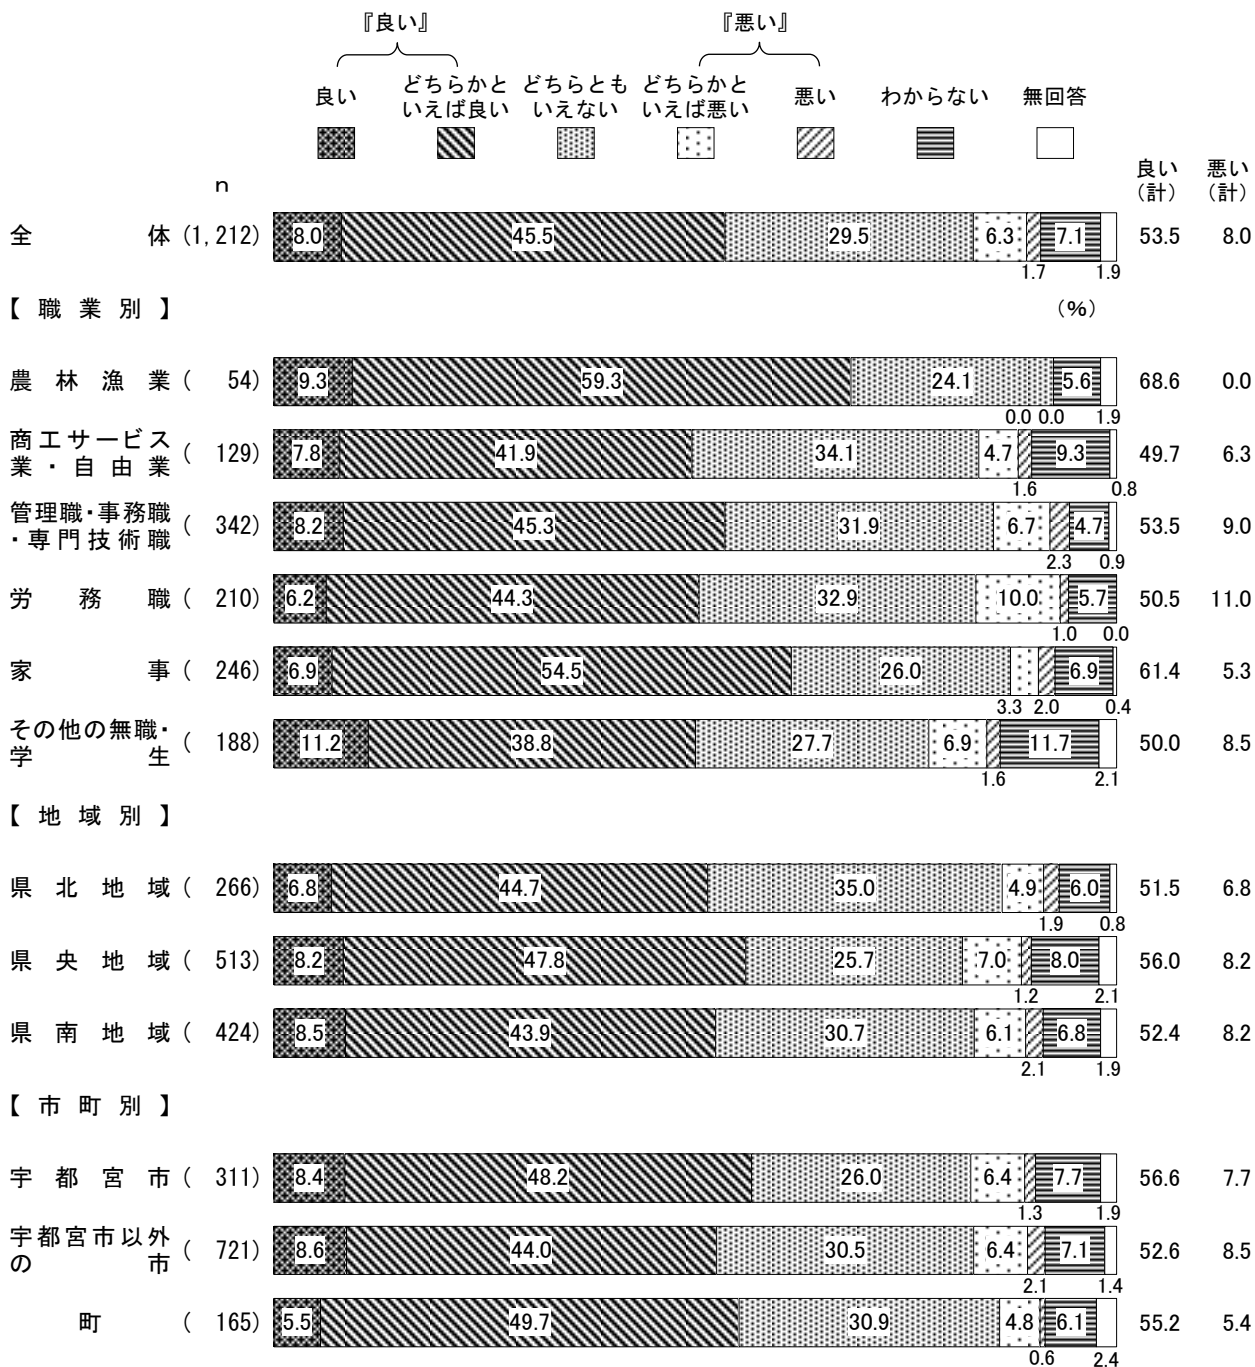 『良い』 『悪い』
良い どちらかと どちらとも どちらかと 悪い わからない 無回答
いえば良い いえない いえば悪い
良い 悪い
n （計） （計）
全体 (1,212) 8.0 45.5 29.5 6.3 7.1 53.5 8.0
1.7 1.9
【職業別】 （%）
農林漁業 ( 54) 9.3 59.3 24.1 5.6 68.6 0.0
0.0 0.0 1.9
商工サービス
業・自由業 ( 129) 7.8 41.9 34.1 4.7 9.3 49.7 6.3
1.6 0.8
管理職・事務職
・専門技術職 ( 342) 8.2 45.3 31.9 6.7 4.7 53.5 9.0
2.3 0.9
労務職 ( 210) 6.2 44.3 32.9 10.0 5.7 50.5 11.0
1.0 0.0
家事 ( 246) 6.9 54.5 26.0 6.9 61.4 5.3
3.3 2.0 0.4
その他の無職・
学生 ( 188) 11.2 38.8 27.7 6.9 11.7 50.0 8.5
1.6 2.1
【地域別】
県北地域 ( 266) 6.8 44.7 35.0 4.9 6.0 51.5 6.8
1.9 0.8
県央地域 ( 513) 8.2 47.8 25.7 7.0 8.0 56.0 8.2
1.2 2.1
県南地域 ( 424) 8.5 43.9 30.7 6.1 6.8 52.4 8.2
2.1 1.9
【市町別】
宇都宮市 ( 311) 8.4 48.2 26.0 6.4 7.7 56.6 7.7
1.3 1.9
宇都宮市以外
の市 ( 721) 8.6 44.0 30.5 6.4 7.1 52.6 8.5
2.1 1.4
町 ( 165) 5.5 49.7 30.9 4.8 6.1 55.2 5.4
0.6 2.4